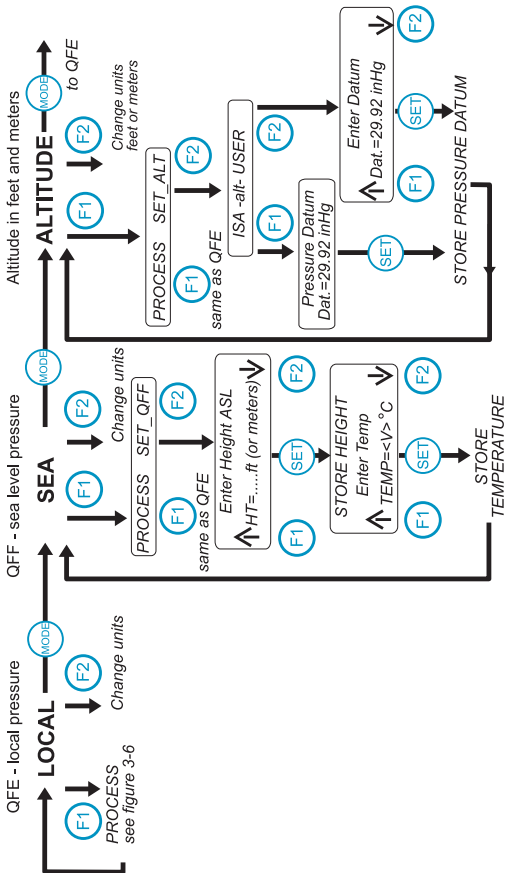 QFE - local pressure
LOCAL
MODE
F1
F2
PROCESS
see figure 3-6
Change units
QFF - sea level pressure
SEA
MODE
F1
F2
Change units
PROCESS SET_QFF
F1
F2
same as QFE
Enter Height ASL
HT=.....ft (or meters)
F1
SET
F2
STORE HEIGHT
Enter Temp
TEMP=<V>°C
F1
SET
F2
STORE
TEMPERATURE
Altitude in feet and meters
ALTITUDE
MODE
to QFE
F1
F2
Change units
feet or meters
PROCESS SET_ALT
F1
F2
same as QFE
ISA -alt- USER
F1
F2
Pressure Datum
Dat.=29.92 inHg
SET
Enter Datum
Dat.=29.92 inHg
F1
SET
F2
STORE PRESSURE DATUM